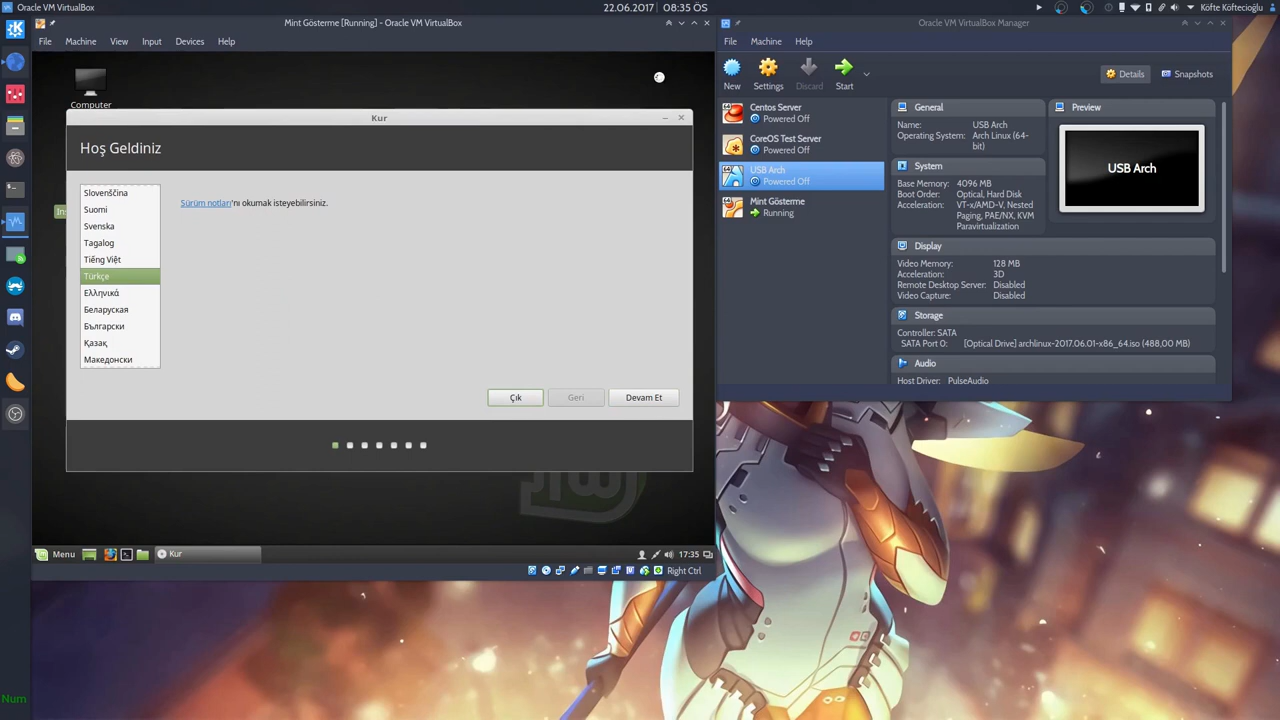 Oracle VM VirtualBox
22.06.2017 | 08:35 ÖS
Köfte Köftecioğlu
Mint Gösterme [Running] - Oracle VM VirtualBox
File Machine View Input Devices Help
Computer
Kur
Hoş Geldiniz
Slovenščina
Suomi
Svenska
Tagalog
Tiếng Việt
Türkçe
Ελληνικά
Беларуская
Български
Қазақ
Македонски
Sürüm notları'nı okumak isteyebilirsiniz.
Çık
Geri
Devam Et
Menu
Kur
17:35
Right Ctrl
Oracle VM VirtualBox Manager
File Machine Help
New
Settings
Discard
Start
Details
Snapshots
Centos Server
Powered Off
CoreOS Test Server
Powered Off
USB Arch
Powered Off
Mint Gösterme
Running
General
Name: USB Arch
Operating System: Arch Linux (64-
bit)
System
Base Memory: 4096 MB
Boot Order: Optical, Hard Disk
Acceleration: VT-x/AMD-V, Nested
Paging, PAE/NX, KVM
Paravirtualization
Preview
USB Arch
Display
Video Memory: 128 MB
Acceleration: 3D
Remote Desktop Server: Disabled
Video Capture: Disabled
Storage
Controller: SATA
SATA Port 0: [Optical Drive] archlinux-2017.06.01-x86_64.iso (488,00 MB)
Audio
Host Driver: PulseAudio
Num